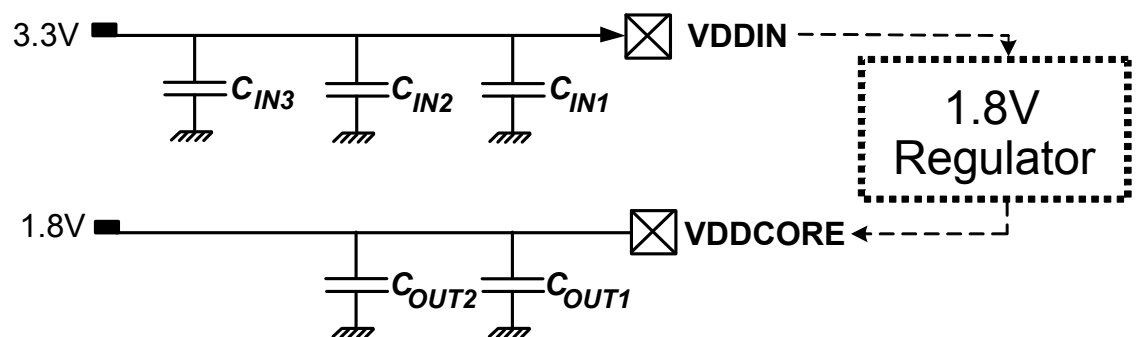 3.3V
VDDIN
C_IN3
C_IN2
C_IN1
1.8V
Regulator
1.8V
VDDCORE
C_OUT2
C_OUT1